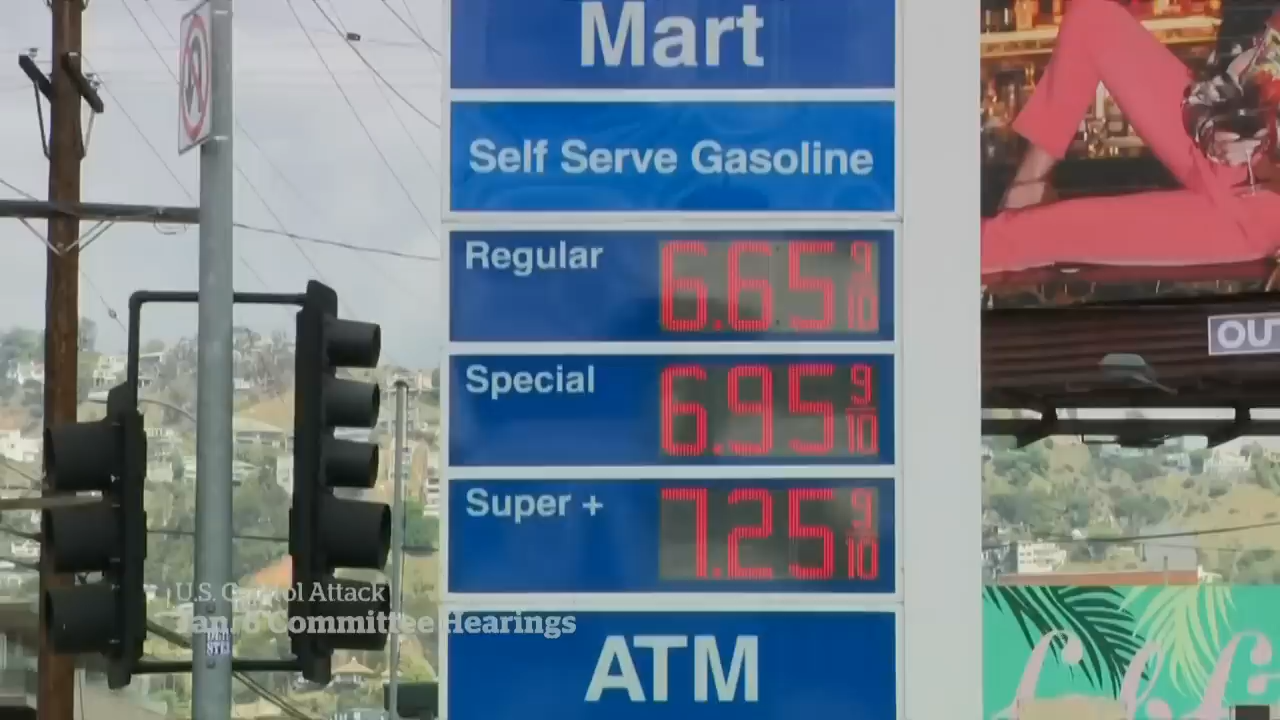 Mart
Self Serve Gasoline
Regular 6.65 9/10
Special 6.95 9/10
Super + 7.25 9/10
ATM
OU
U.S. Capitol Attack
Jan. 6 Committee Hearings